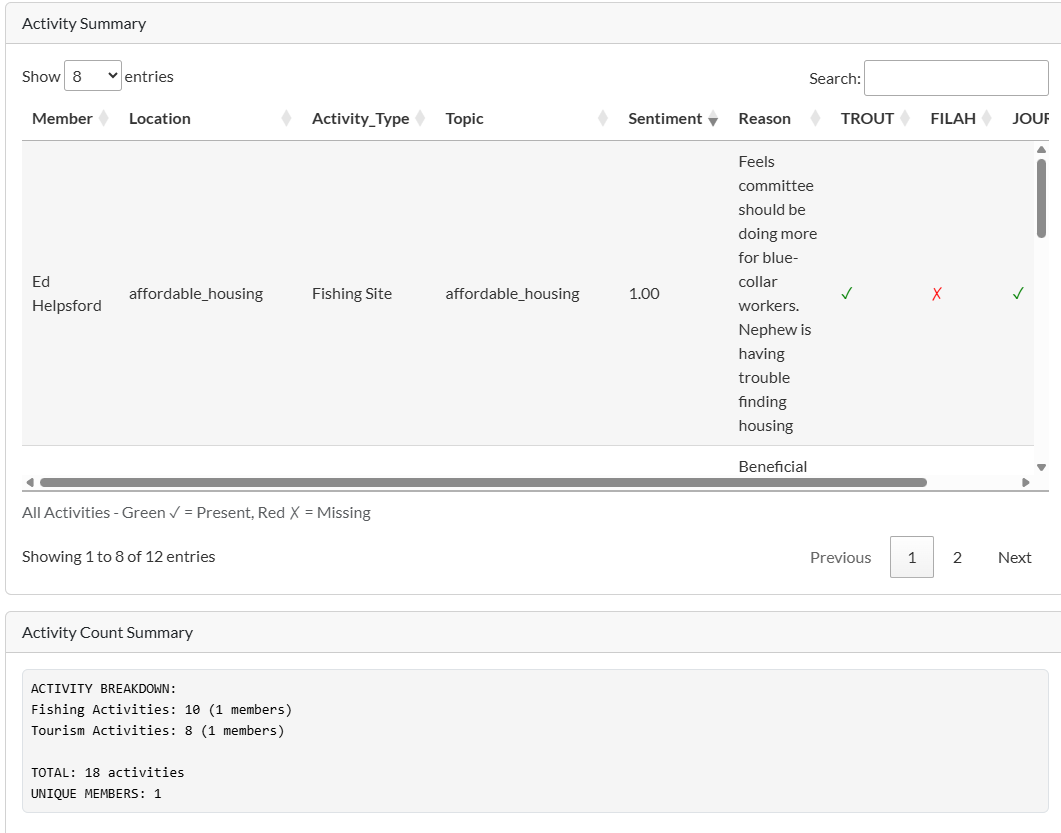 Activity Summary
Show 8 entries
Search:
Member Location Activity_Type Topic Sentiment Reason TROUT FILAH JOUR
Ed Helpsford affordable_housing Fishing Site affordable_housing 1.00 Feels committee should be doing more for blue-collar workers. Nephew is having trouble finding housing ✓ ✗ ✓
Beneficial
All Activities - Green ✓ = Present, Red ✗ = Missing
Showing 1 to 8 of 12 entries
Previous 1 2 Next
Activity Count Summary
ACTIVITY BREAKDOWN:
Fishing Activities: 10 (1 members)
Tourism Activities: 8 (1 members)
TOTAL: 18 activities
UNIQUE MEMBERS: 1